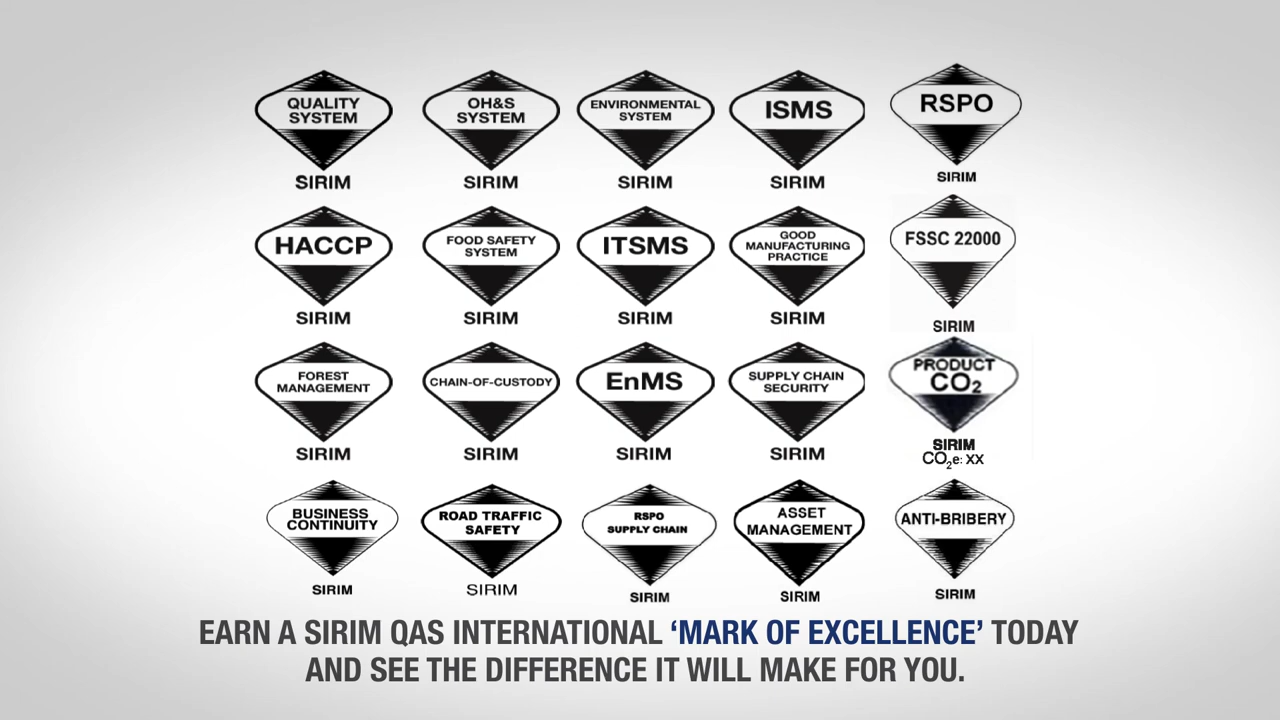 QUALITY
SYSTEM
SIRIM
OH&S
SYSTEM
SIRIM
ENVIRONMENTAL
SYSTEM
SIRIM
ISMS
SIRIM
RSPO
SIRIM
HACCP
SIRIM
FOOD SAFETY
SYSTEM
SIRIM
ITSMS
SIRIM
GOOD
MANUFACTURING
PRACTICE
SIRIM
FSSC 22000
SIRIM
FOREST
MANAGEMENT
SIRIM
CHAIN-OF-CUSTODY
SIRIM
EnMS
SIRIM
SUPPLY CHAIN
SECURITY
SIRIM
PRODUCT
CO₂
SIRIM
CO₂e: XX
BUSINESS
CONTINUITY
SIRIM
ROAD TRAFFIC
SAFETY
SIRIM
RSPO
SUPPLY CHAIN
SIRIM
ASSET
MANAGEMENT
SIRIM
ANTI-BRIBERY
SIRIM
EARN A SIRIM QAS INTERNATIONAL ‘MARK OF EXCELLENCE’ TODAY
AND SEE THE DIFFERENCE IT WILL MAKE FOR YOU.